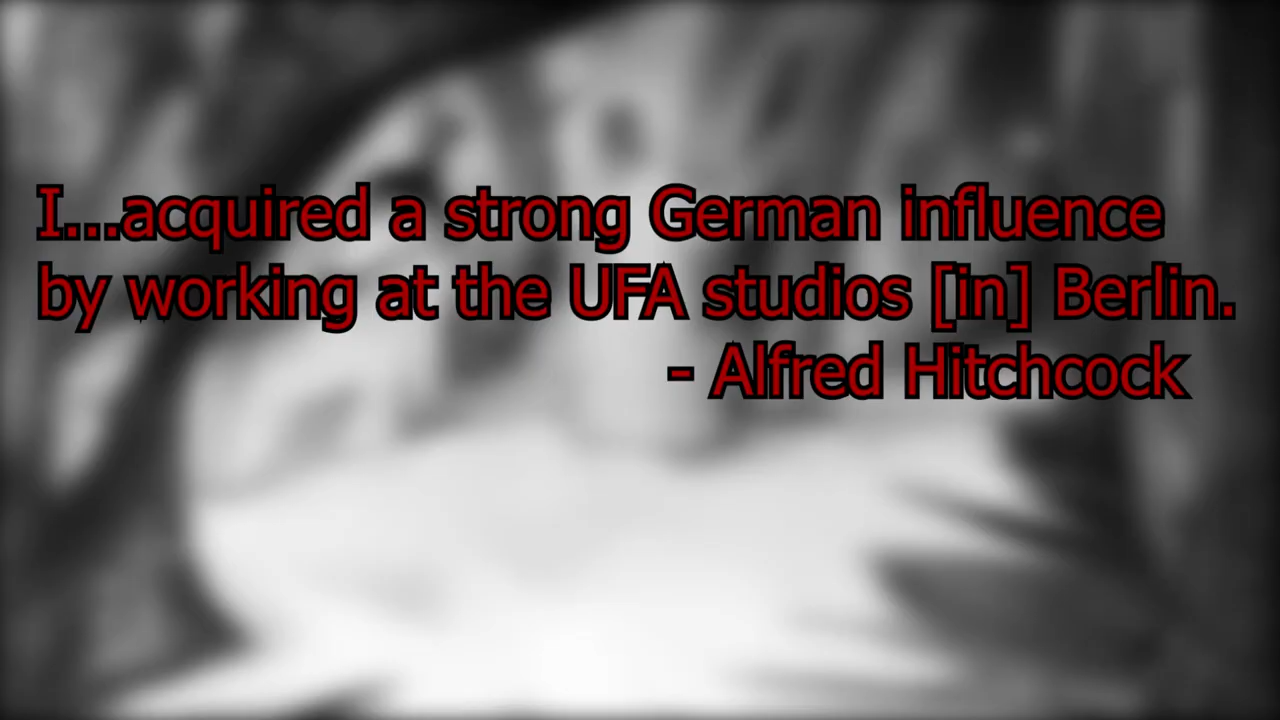 I...acquired a strong German influence
by working at the UFA studios [in] Berlin.
- Alfred Hitchcock